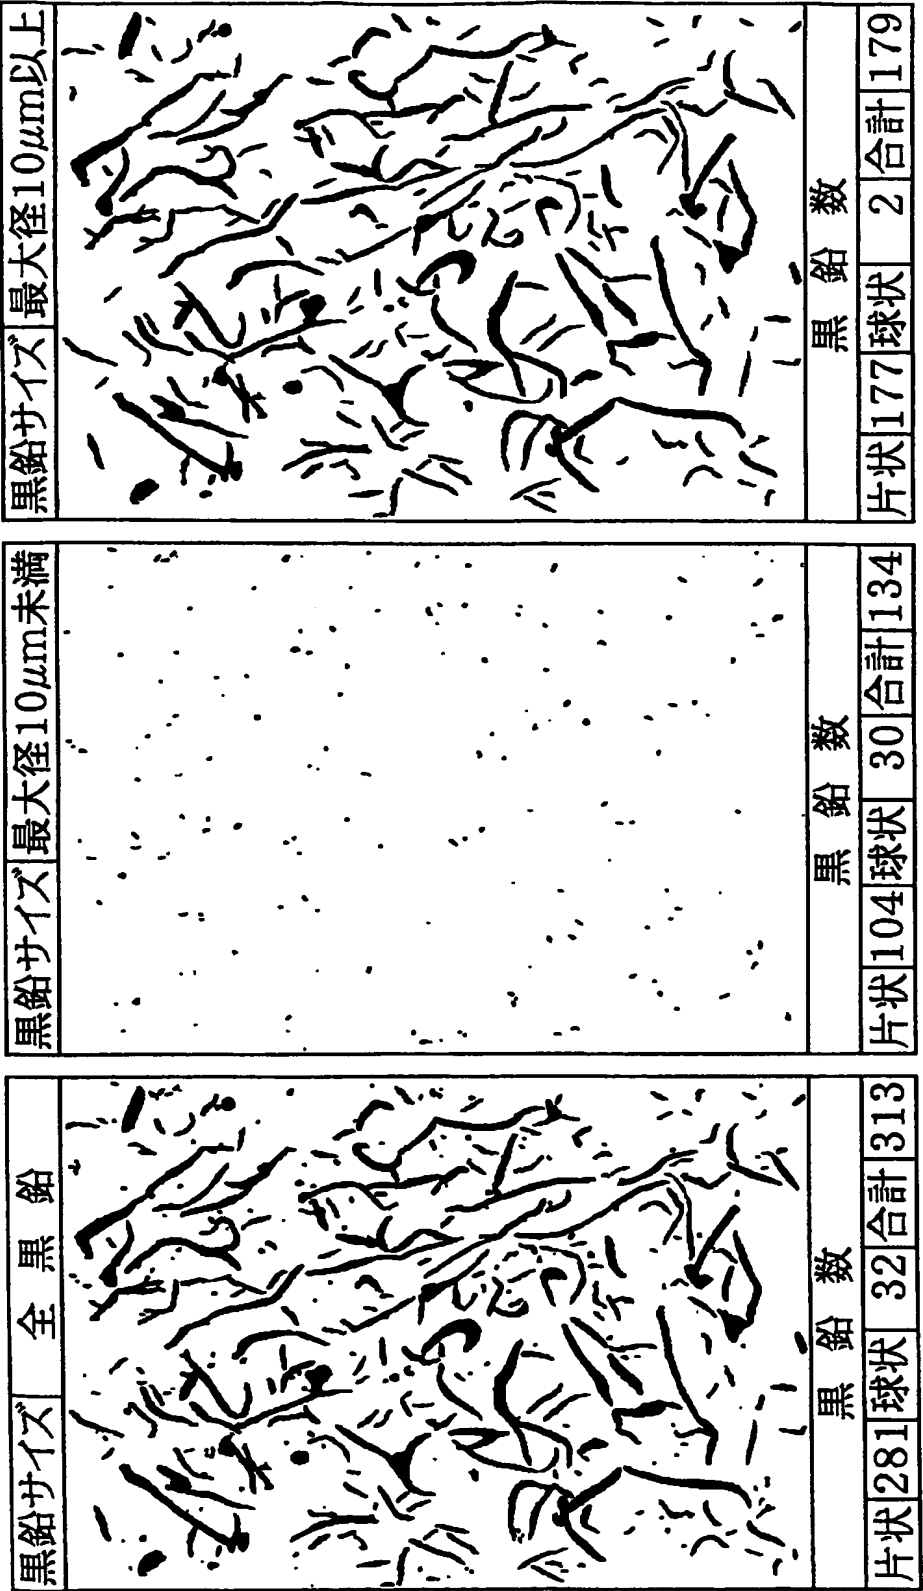 黒鉛サイズ 全黒鉛
黒鉛数
片状 281 球状 32 合計 313
黒鉛サイズ 最大径10μm未満
黒鉛数
片状 104 球状 30 合計 134
黒鉛サイズ 最大径10μm以上
黒鉛数
片状 177 球状 2 合計 179